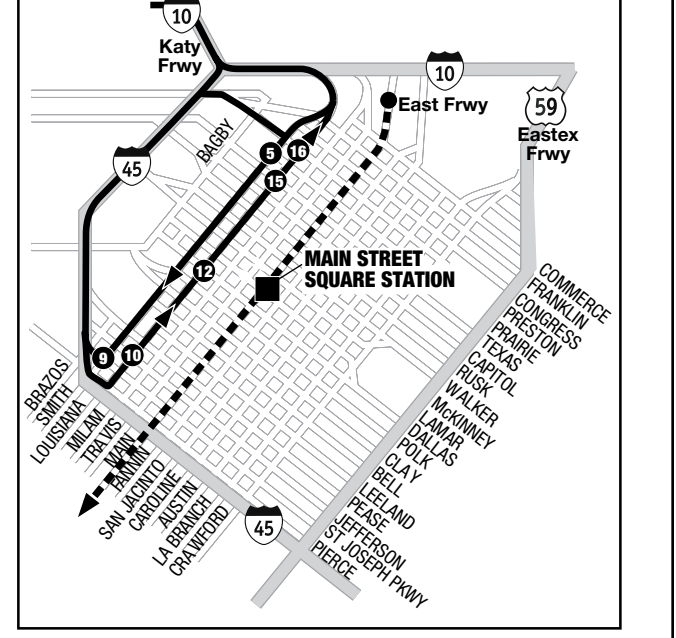 10
Katy
Frwy
10
59
East Frwy
Eastex
Frwy
BAGBY
45
5
16
15
12
MAIN STREET
SQUARE STATION
9
10
COMMERCE
FRANKLIN
CONGRESS
PRESTON
PRAIRIE
TEXAS
CAPITOL
RUSK
WALKER
McKINNEY
LAMAR
DALLAS
POLK
CLAY
BELL
LEELAND
PEASE
JEFFERSON
ST JOSEPH PKWY
PIERCE
BRAZOS
SMITH
LOUISIANA
MILAM
TRAVIS
MAIN
FANNIN
SAN JACINTO
CAROLINE
AUSTIN
LA BRANCH
CRAWFORD
45